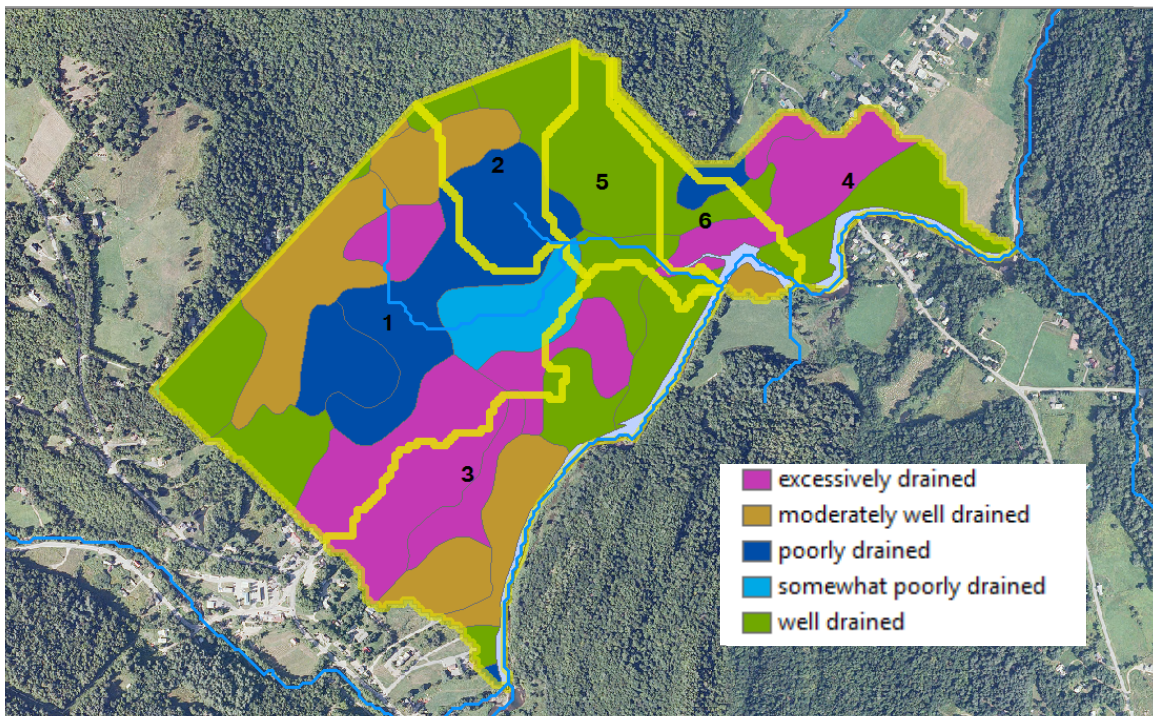 2
5
4
6
1
3
excessively drained
moderately well drained
poorly drained
somewhat poorly drained
well drained